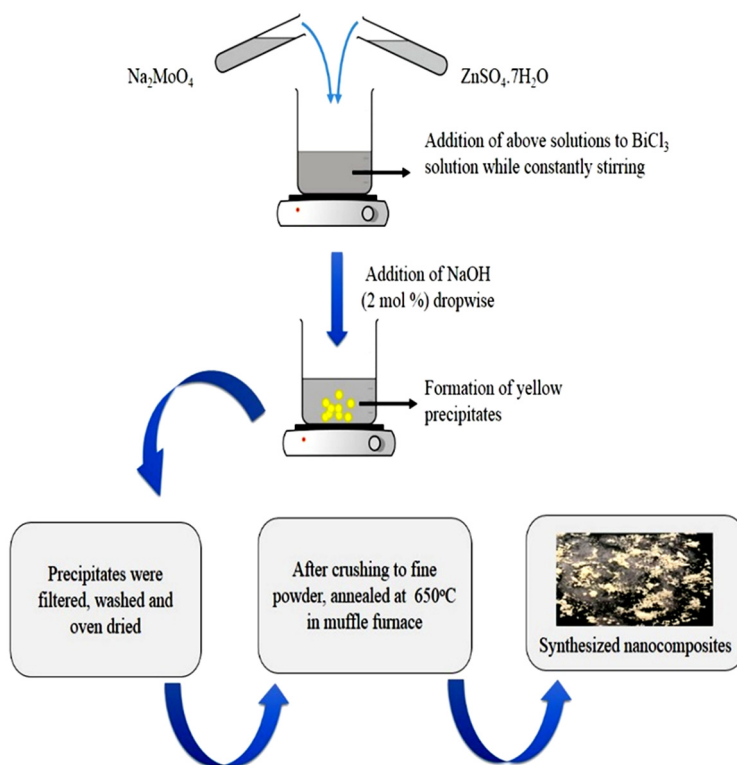 Na₂MoO₄
ZnSO₄.7H₂O
Addition of above solutions to BiCl₃
solution while constantly stirring
Addition of NaOH
(2 mol %) dropwise
Formation of yellow
precipitates
Precipitates were
filtered, washed and
oven dried
After crushing to fine
powder, annealed at 650ºC
in muffle furnace
Synthesized nanocomposites